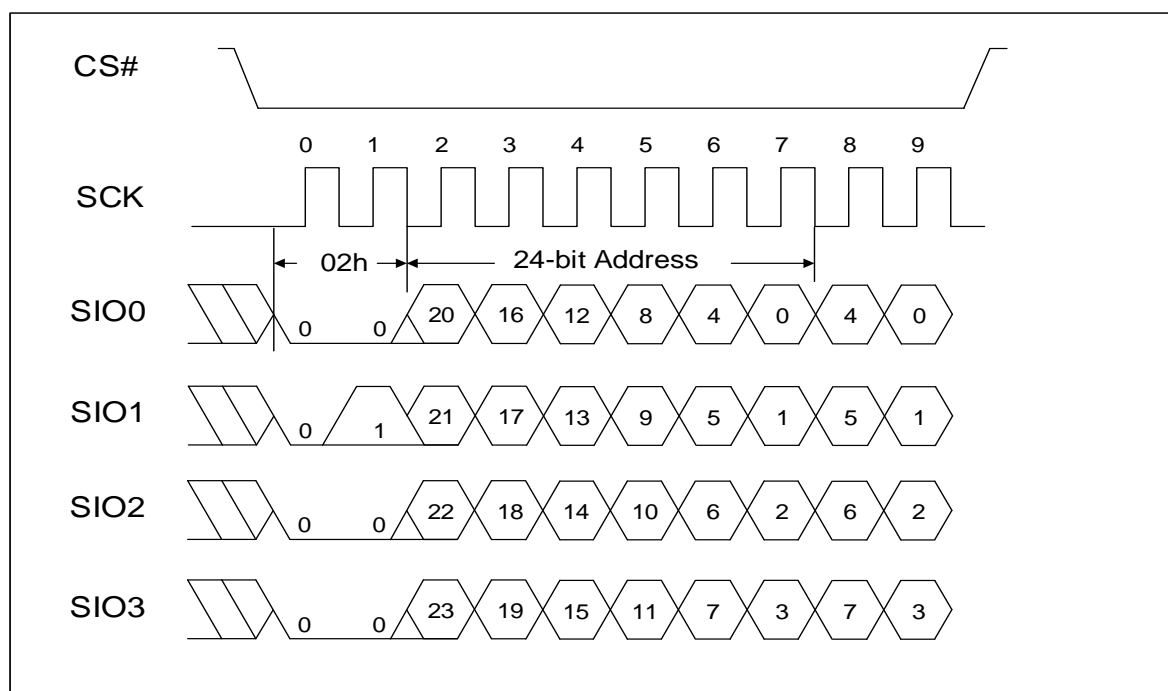 CS#
0 1 2 3 4 5 6 7 8 9
SCK
02h 24-bit Address
SIO0 0 0 20 16 12 8 4 0 4 0
SIO1 0 1 21 17 13 9 5 1 5 1
SIO2 0 0 22 18 14 10 6 2 6 2
SIO3 0 0 23 19 15 11 7 3 7 3